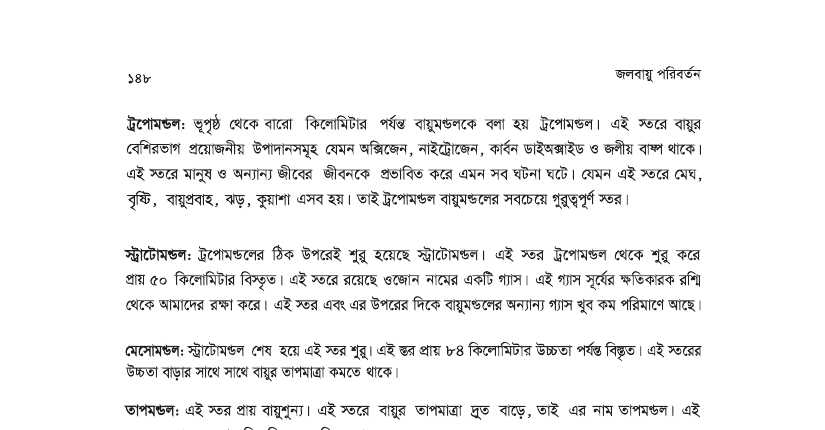 ১৪৮
জলবায়ু পরিবর্তন
ট্রপোমন্ডল: ভূপৃষ্ঠ থেকে বারো কিলোমিটার পর্যন্ত বায়ুমন্ডলকে বলা হয় ট্রপোমন্ডল। এই স্তরে বায়ুর
বেশিরভাগ প্রয়োজনীয় উপাদানসমূহ যেমন অক্সিজেন, নাইট্রোজেন, কার্বন ডাইঅক্সাইড ও জলীয় বাষ্প থাকে।
এই স্তরে মানুষ ও অন্যান্য জীবের জীবনকে প্রভাবিত করে এমন সব ঘটনা ঘটে। যেমন এই স্তরে মেঘ,
বৃষ্টি, বায়ুপ্রবাহ, ঝড়, কুয়াশা এসব হয়। তাই ট্রপোমন্ডল বায়ুমন্ডলের সবচেয়ে গুরুত্বপূর্ণ স্তর।
স্ট্রাটোমন্ডল: ট্রপোমন্ডলের ঠিক উপরেই শুরু হয়েছে স্ট্রাটোমন্ডল। এই স্তর ট্রপোমন্ডল থেকে শুরু করে
প্রায় ৫০ কিলোমিটার বিস্তৃত। এই স্তরে রয়েছে ওজোন নামের একটি গ্যাস। এই গ্যাস সূর্যের ক্ষতিকারক রশ্মি
থেকে আমাদের রক্ষা করে। এই স্তর এবং এর উপরের দিকে বায়ুমন্ডলের অন্যান্য গ্যাস খুব কম পরিমাণে আছে।
মেসোমন্ডল: স্ট্রাটোমন্ডল শেষ হয়ে এই স্তর শুরু। এই স্তর প্রায় ৮৪ কিলোমিটার উচ্চতা পর্যন্ত বিস্তৃত। এই স্তরের
উচ্চতা বাড়ার সাথে সাথে বায়ুর তাপমাত্রা কমতে থাকে।
তাপমন্ডল: এই স্তর প্রায় বায়ুশুন্য। এই স্তরে বায়ুর তাপমাত্রা দ্রুত বাড়ে, তাই এর নাম তাপমন্ডল। এই